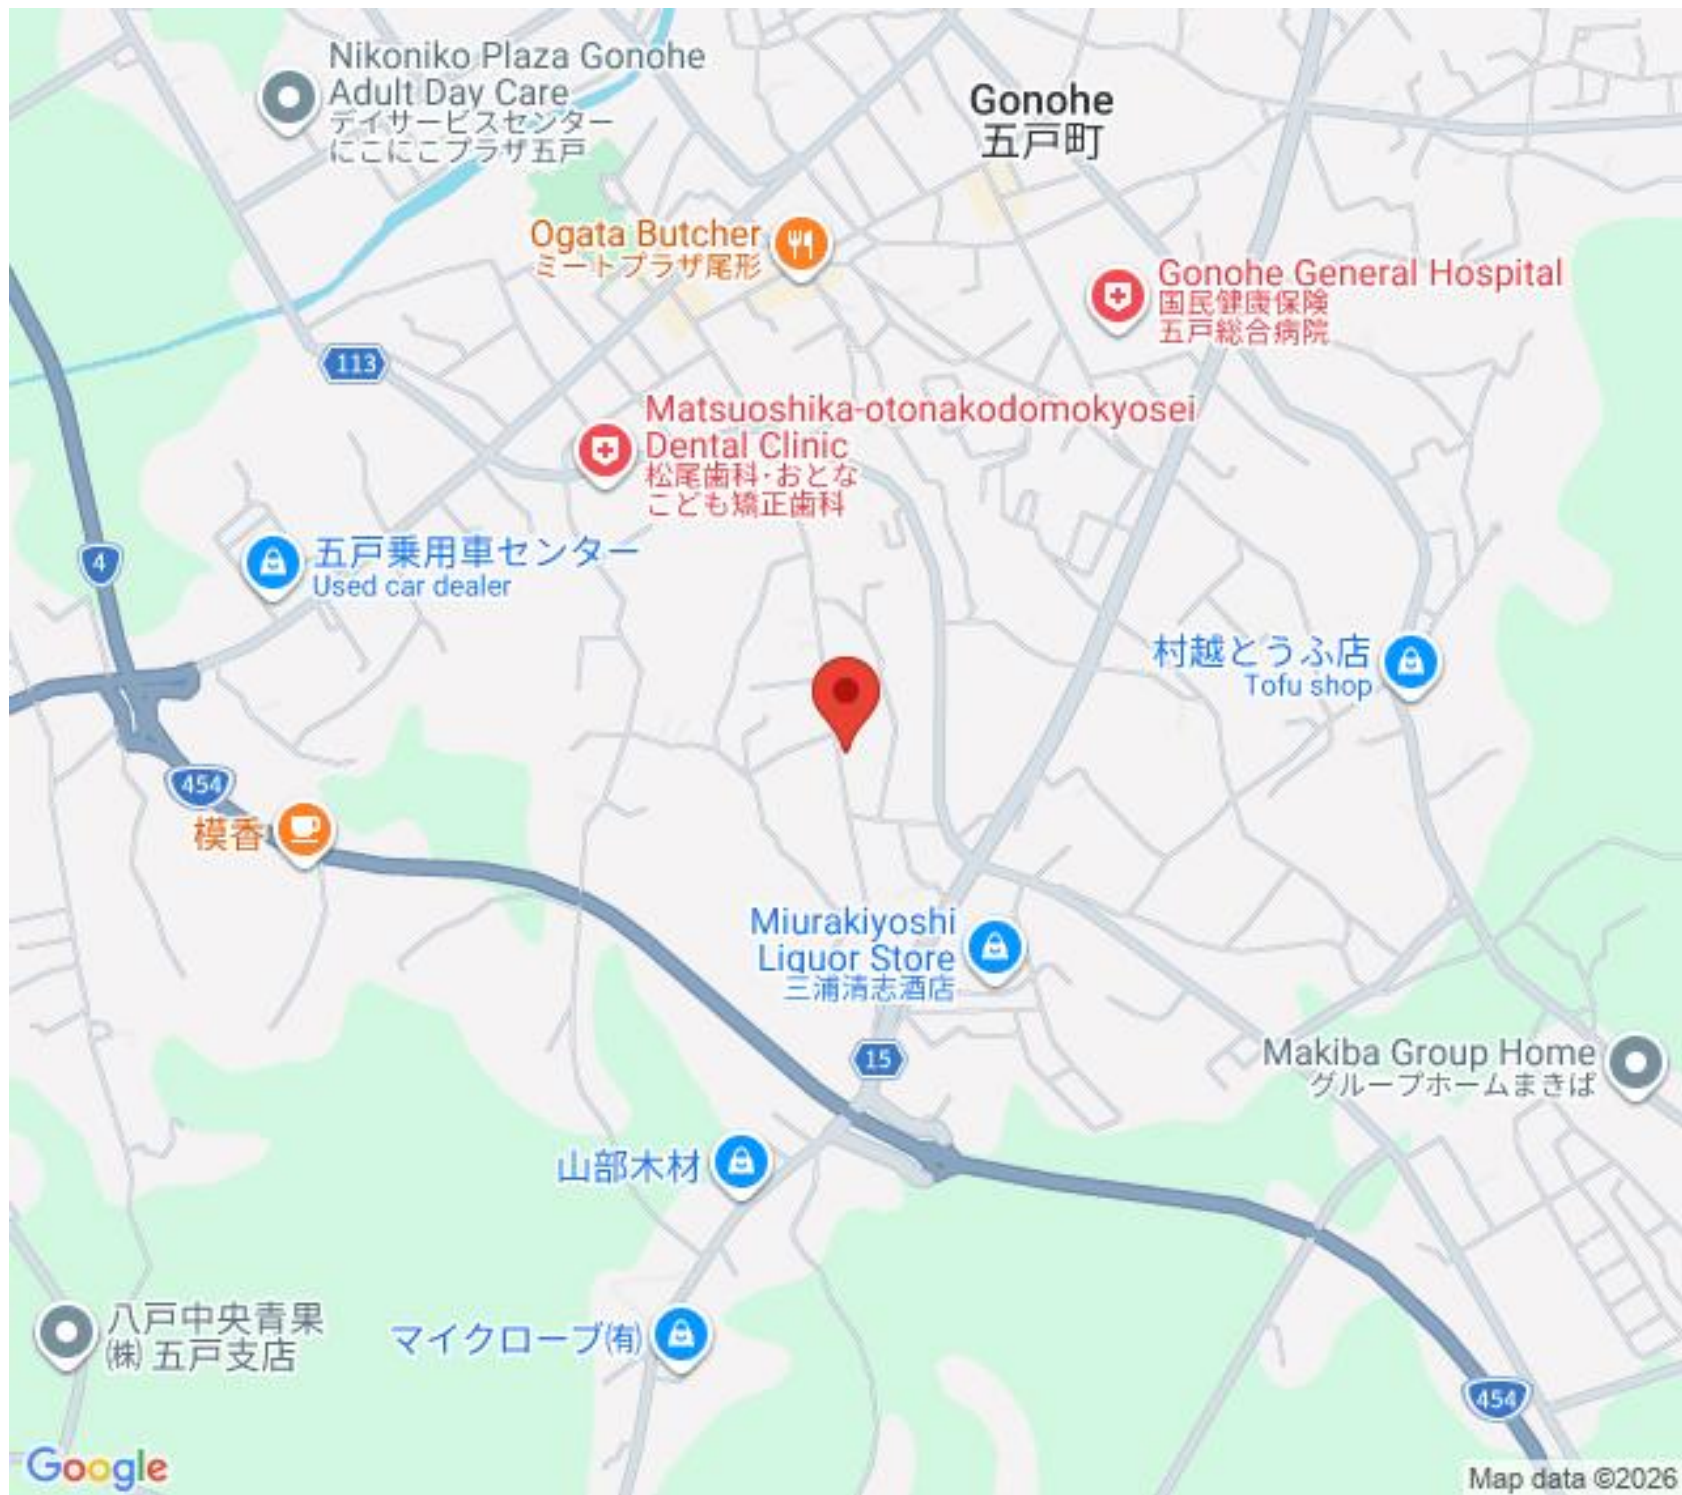 Nikoniko Plaza Gonohe
Adult Day Care
デイサービスセンター
にこにこプラザ五戸
Gonohe
五戸町
Ogata Butcher
ミートプラザ尾形
Gonohe General Hospital
国民健康保険
五戸総合病院
113
Matsuoshika-otonakodomokyosei
Dental Clinic
松尾歯科・おとな
こども矯正歯科
4
五戸乗用車センター
Used car dealer
村越とうふ店
Tofu shop
454
模香
Miurakiyoshi
Liquor Store
三浦清志酒店
15
Makiba Group Home
グループホームまきば
山部木材
八戸中央青果
㈱ 五戸支店
マイクローブ㈲
454
Google
Map data ©2026